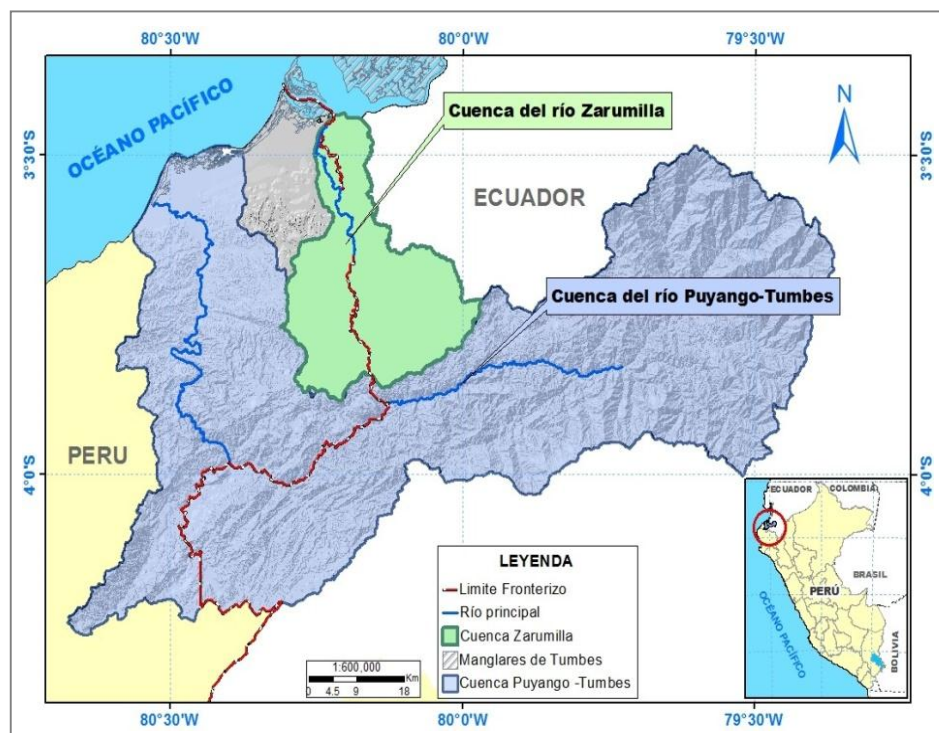 80°30'W
80°0'W
79°30'W
OCÉANO PACÍFICO
Cuenca del río Zarumilla
N
3°30'S
3°30'S
ECUADOR
Cuenca del río Puyango-Tumbes
PERU
4°0'S
4°0'S
LEYENDA
Limite Fronterizo
Río principal
Cuenca Zarumilla
Manglares de Tumbes
Cuenca Puyango -Tumbes
1:600,000
Km
0 4.5 9 18
ECUADOR
COLOMBIA
BRASIL
PERÚ
OCÉANO PACÍFICO
BOLIVIA
80°30'W
80°0'W
79°30'W